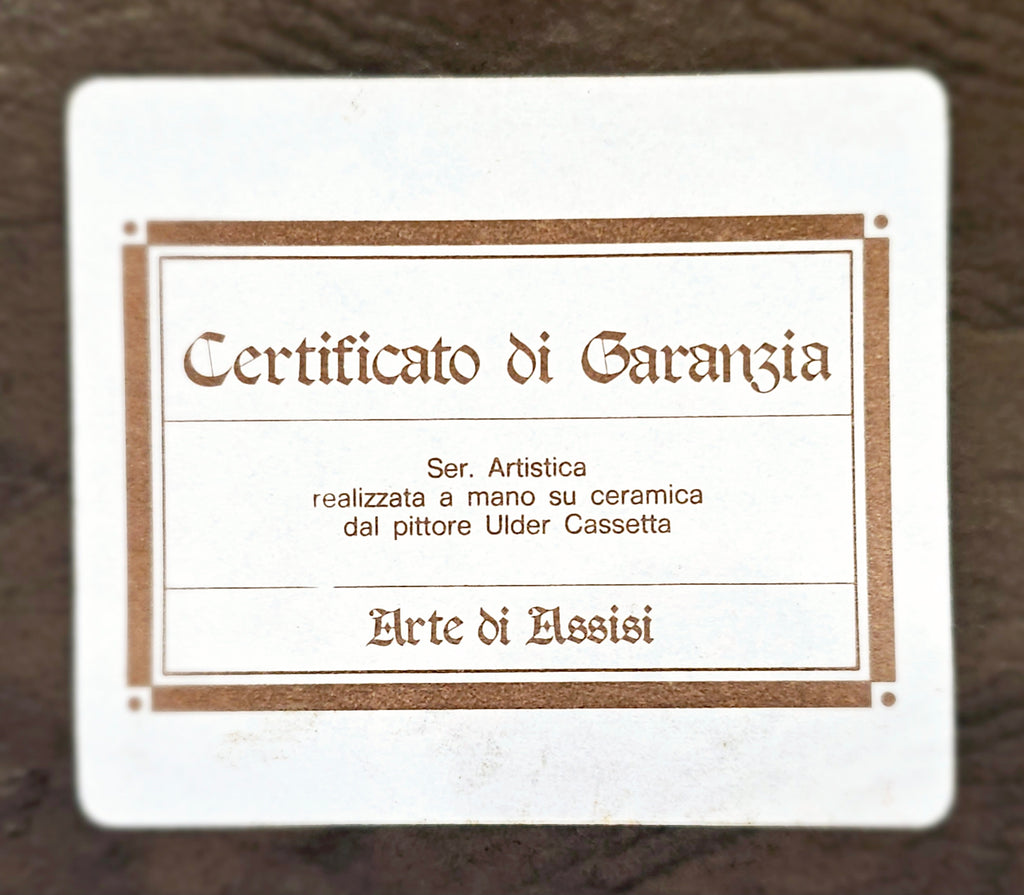 Certificato di Garanzia
Ser. Artistica
realizzata a mano su ceramica
dal pittore Ulder Cassetta
Arte di Assisi